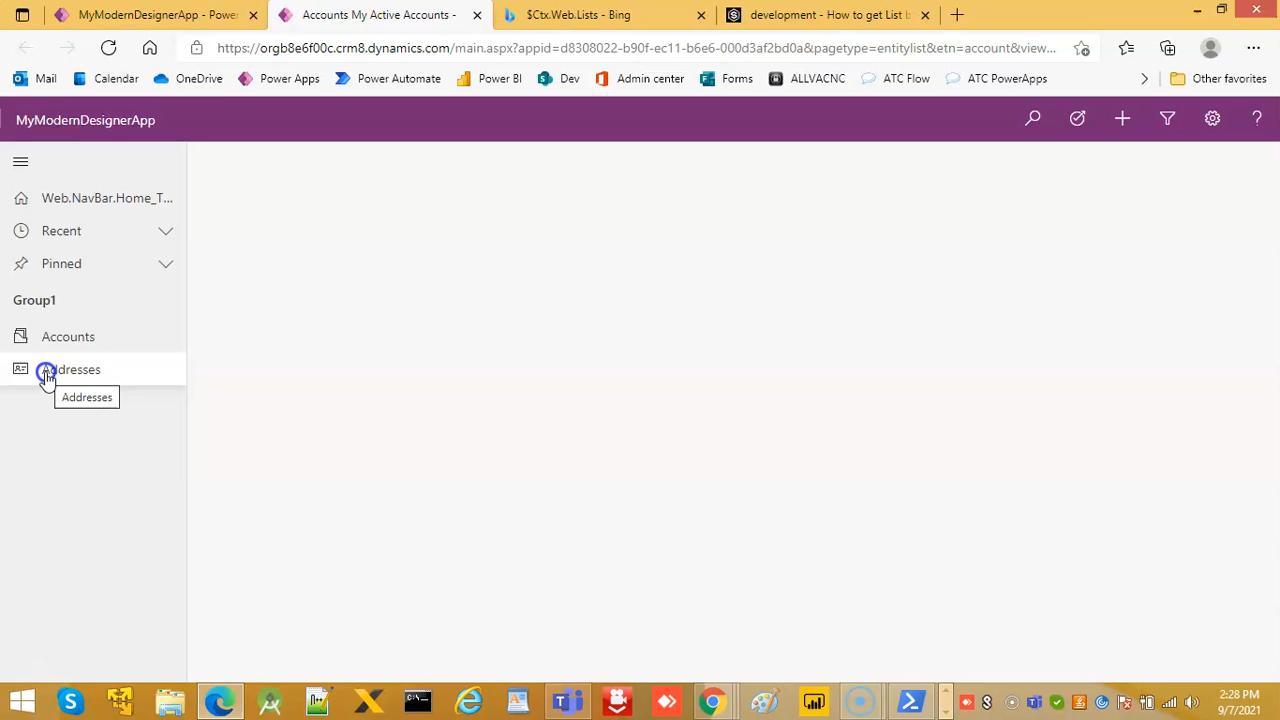 MyModernDesignerApp - Power
Accounts My Active Accounts -
$Ctx.Web.Lists - Bing
development - How to get List b
https://orgb8e6f00c.crm8.dynamics.com/main.aspx?appid=d8308022-b90f-ec11-b6e6-000d3a2bd0a&pagetype=entitylist&etn=account&view...
Mail
Calendar
OneDrive
Power Apps
Power Automate
Power BI
Dev
Admin center
Forms
ALLVACNC
ATC Flow
ATC PowerApps
Other favorites
MyModernDesignerApp
Web.NavBar.Home_T...
Recent
Pinned
Group1
Accounts
Addresses
Addresses
2:28 PM
9/7/2021